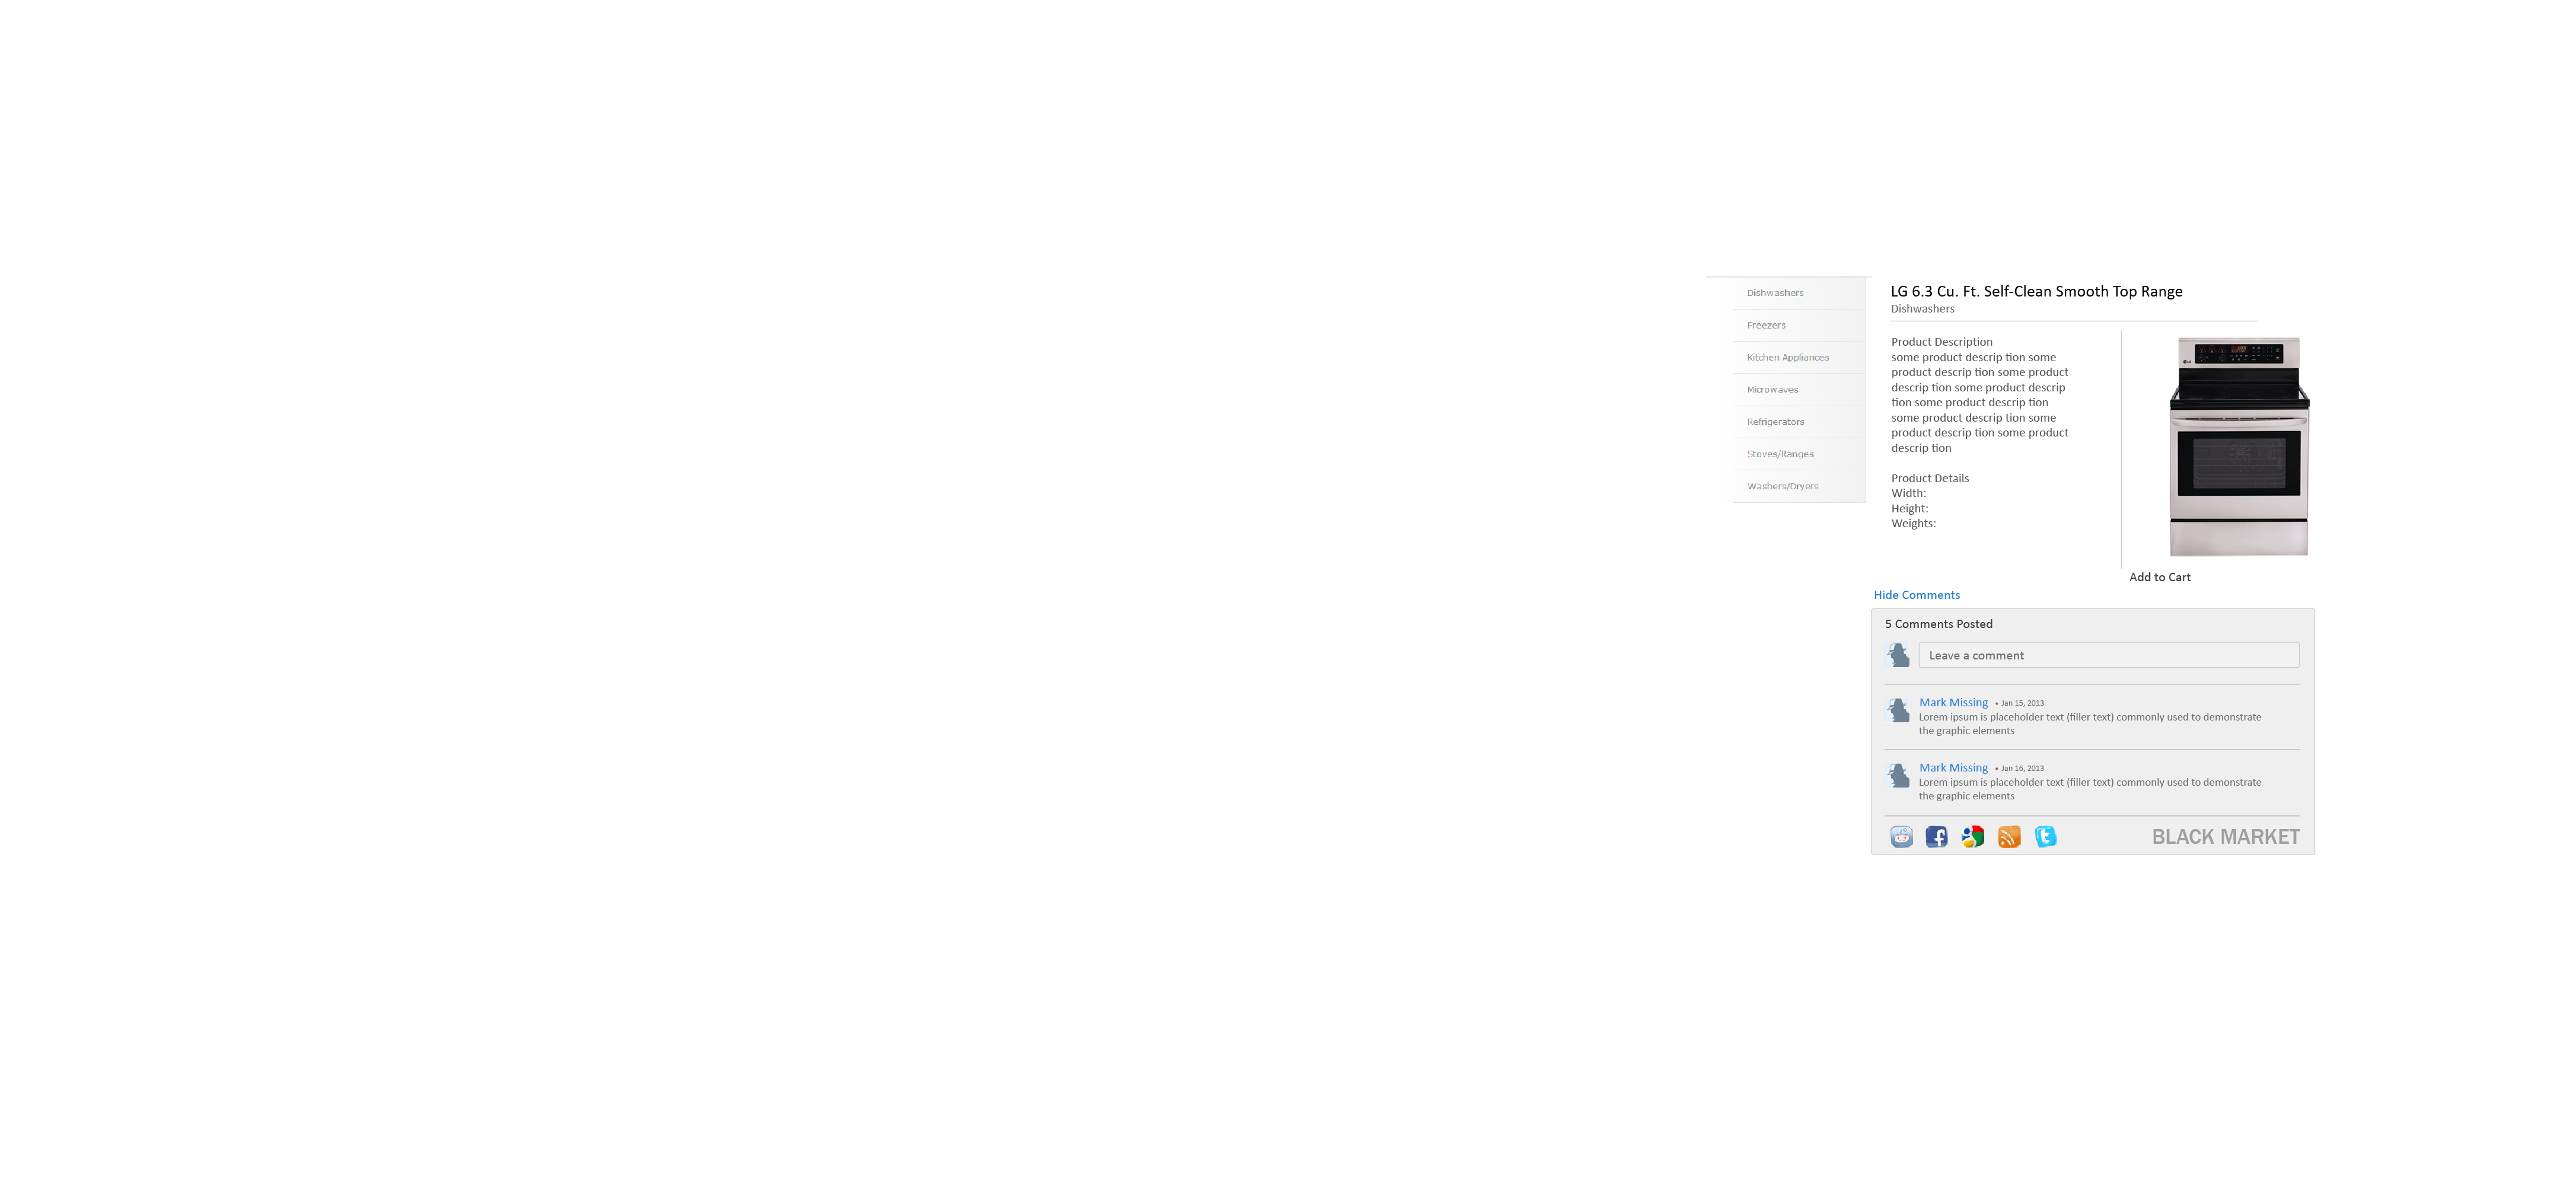 Dishwashers
Freezers
Kitchen Appliances
Microwaves
Refrigerators
Stoves/Ranges
Washers/Dryers
LG 6.3 Cu. Ft. Self-Clean Smooth Top Range
Dishwashers
Product Description
some product descrip tion some
product descrip tion some product
descrip tion some product descrip
tion some product descrip tion
some product descrip tion some
product descrip tion some product
descrip tion
Product Details
Width:
Height:
Weights:
Add to Cart
Hide Comments
5 Comments Posted
Leave a comment
Mark Missing • Jan 15, 2013
Lorem ipsum is placeholder text (filler text) commonly used to demonstrate
the graphic elements
Mark Missing • Jan 16, 2013
Lorem ipsum is placeholder text (filler text) commonly used to demonstrate
the graphic elements
BLACK MARKET